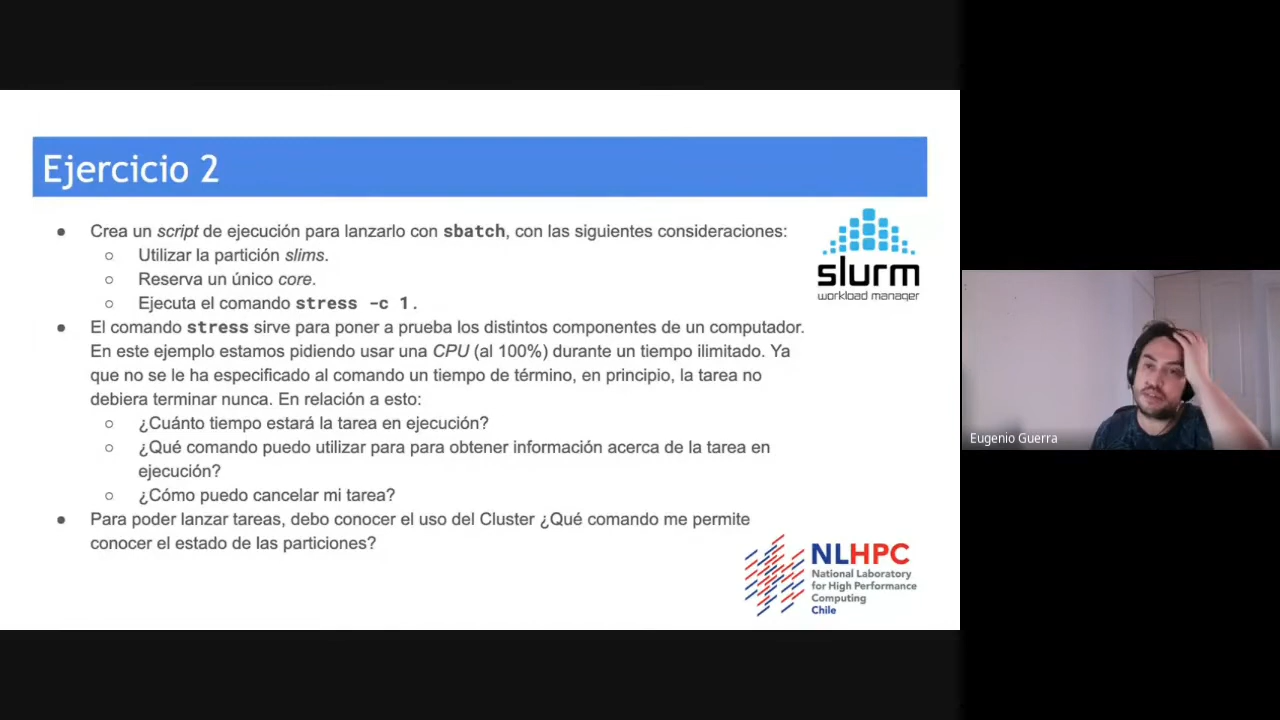 Ejercicio 2
● Crea un script de ejecución para lanzarlo con sbatch, con las siguientes consideraciones:
○ Utilizar la partición slims.
○ Reserva un único core.
○ Ejecuta el comando stress -c 1.
● El comando stress sirve para poner a prueba los distintos componentes de un computador.
En este ejemplo estamos pidiendo usar una CPU (al 100%) durante un tiempo ilimitado. Ya
que no se le ha especificado al comando un tiempo de término, en principio, la tarea no
debiera terminar nunca. En relación a esto:
○ ¿Cuánto tiempo estará la tarea en ejecución?
○ ¿Qué comando puedo utilizar para para obtener información acerca de la tarea en
ejecución?
○ ¿Cómo puedo cancelar mi tarea?
● Para poder lanzar tareas, debo conocer el uso del Cluster ¿Qué comando me permite
conocer el estado de las particiones?
slurm
workload manager
NLHPC
National Laboratory
for High Performance
Computing
Chile
Eugenio Guerra